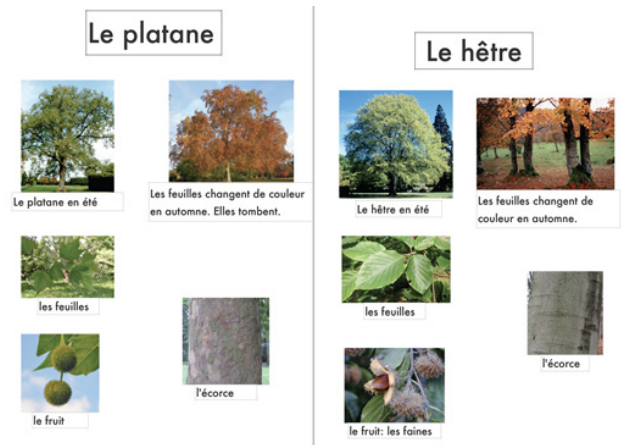 Le platane
Le platane en été
Les feuilles changent de couleur
en automne. Elles tombent.
les feuilles
l'écorce
le fruit
Le hêtre
Le hêtre en été
Les feuilles changent de
couleur en automne.
les feuilles
l'écorce
le fruit: les faines